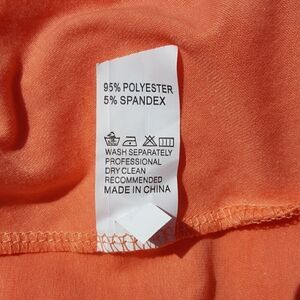 95% POLYESTER
5% SPANDEX
WASH SEPARATELY
PROFESSIONAL
DRY CLEAN
RECOMMENDED
MADE IN CHINA